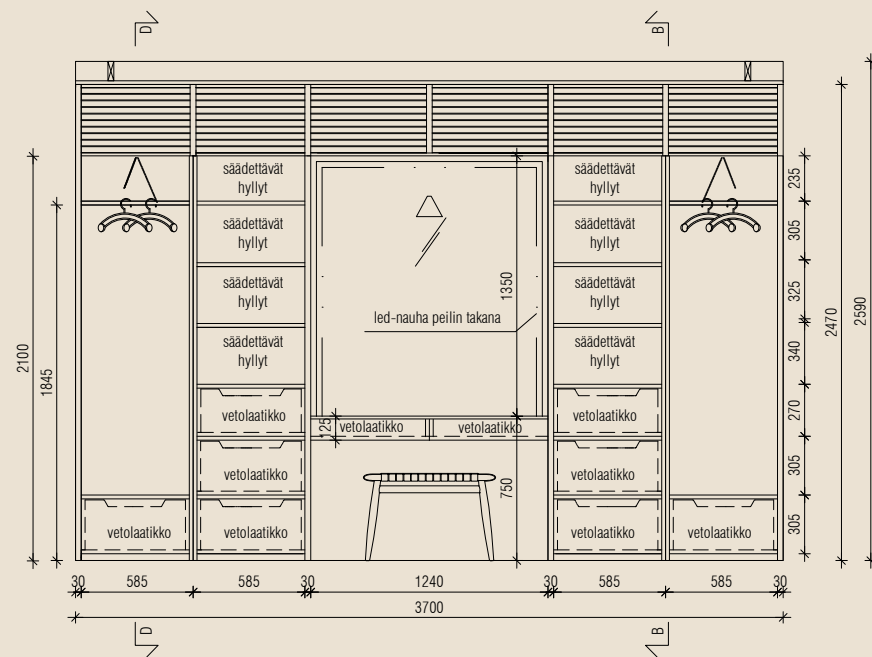 D
B
säädettävät
hyllyt
säädettävät
hyllyt
235
säädettävät
hyllyt
säädettävät
hyllyt
305
säädettävät
hyllyt
säädettävät
hyllyt
325
1350
led-nauha peilin takana
2470
2590
säädettävät
hyllyt
säädettävät
hyllyt
340
2100
1845
vetolaatikko
125
vetolaatikko
vetolaatikko
vetolaatikko
270
vetolaatikko
750
vetolaatikko
305
vetolaatikko
vetolaatikko
vetolaatikko
vetolaatikko
305
30 585 585 30 1240 30 585 585 30
3700
D
B